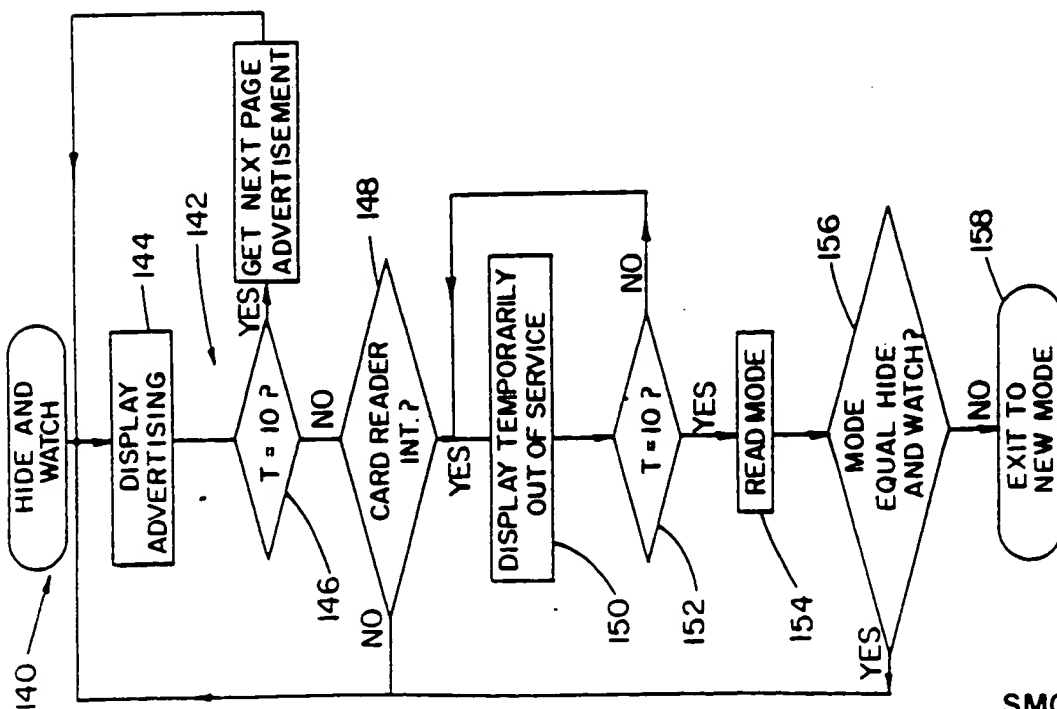 140
HIDE AND
WATCH
144
DISPLAY
ADVERTISING
142
GET NEXT PAGE
ADVERTISEMENT
YES
T = 10 ?
146
NO
148
CARD READER
INT. ?
NO
YES
DISPLAY TEMPORARILY
OUT OF SERVICE
150
T = 10 ?
NO
152
YES
READ MODE
154
MODE
EQUAL HIDE
AND WATCH?
156
YES
NO
158
EXIT TO
NEW MODE